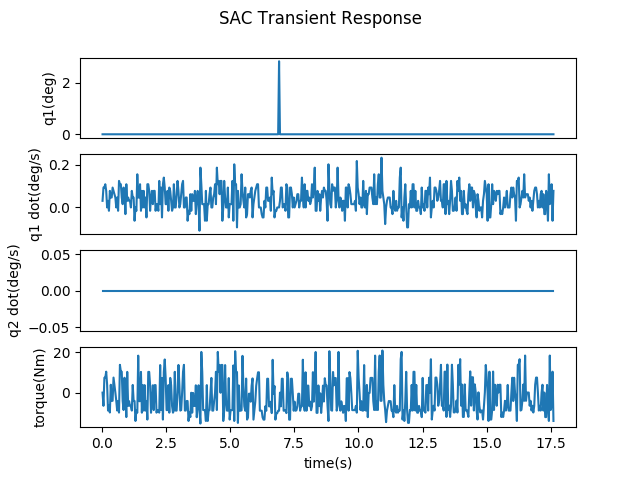 SAC Transient Response
q1(deg)
2
0
q1 dot(deg/s)
0.2
0.0
q2 dot(deg/s)
0.05
0.00
−0.05
torque(Nm)
20
0
0.0 2.5 5.0 7.5 10.0 12.5 15.0 17.5
time(s)